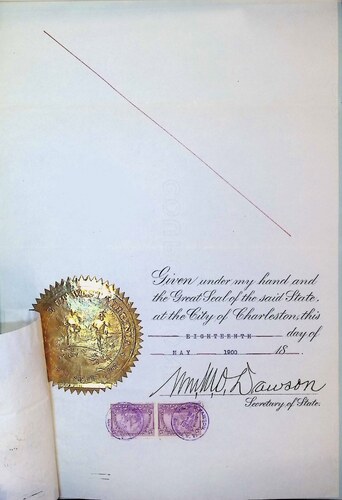 Given under my hand and
the Great Seal of the said State,
at the City of Charleston, this
EIGHTEENTH day of
MAY 1900 18 .
Wm M O. Dawson
Secretary of State.